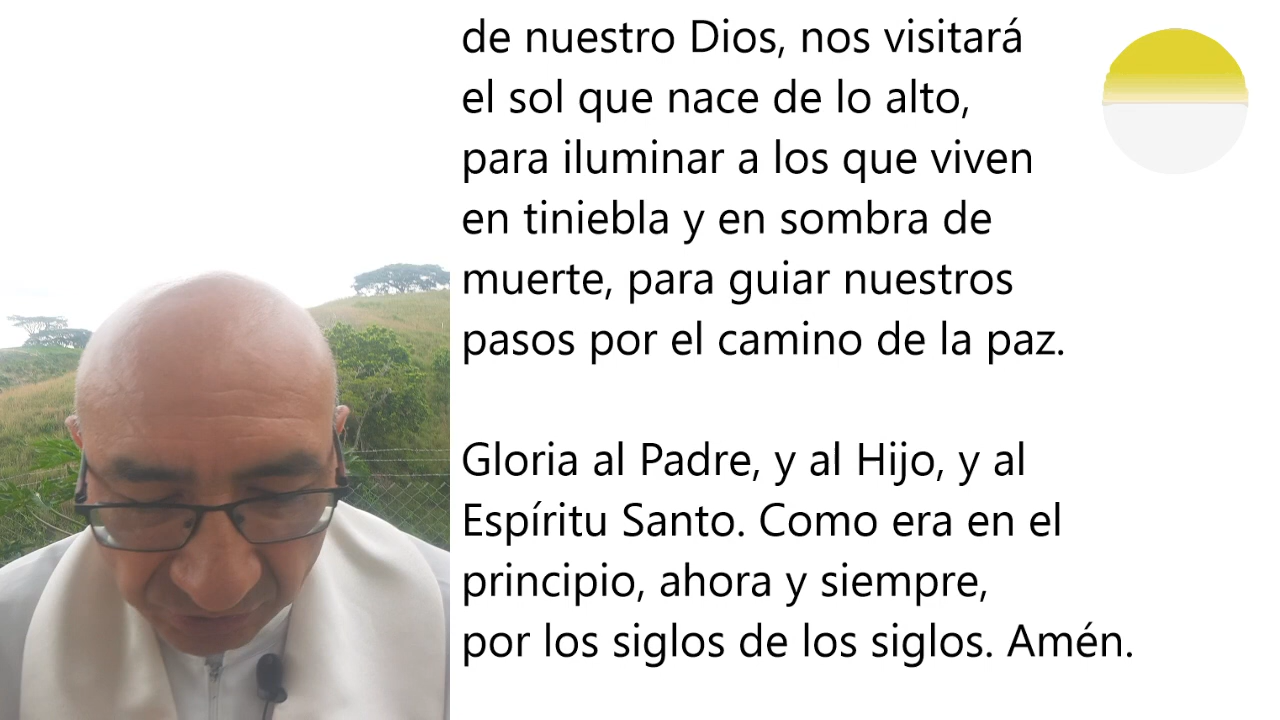 de nuestro Dios, nos visitará
el sol que nace de lo alto,
para iluminar a los que viven
en tiniebla y en sombra de
muerte, para guiar nuestros
pasos por el camino de la paz.
Gloria al Padre, y al Hijo, y al
Espíritu Santo. Como era en el
principio, ahora y siempre,
por los siglos de los siglos. Amén.